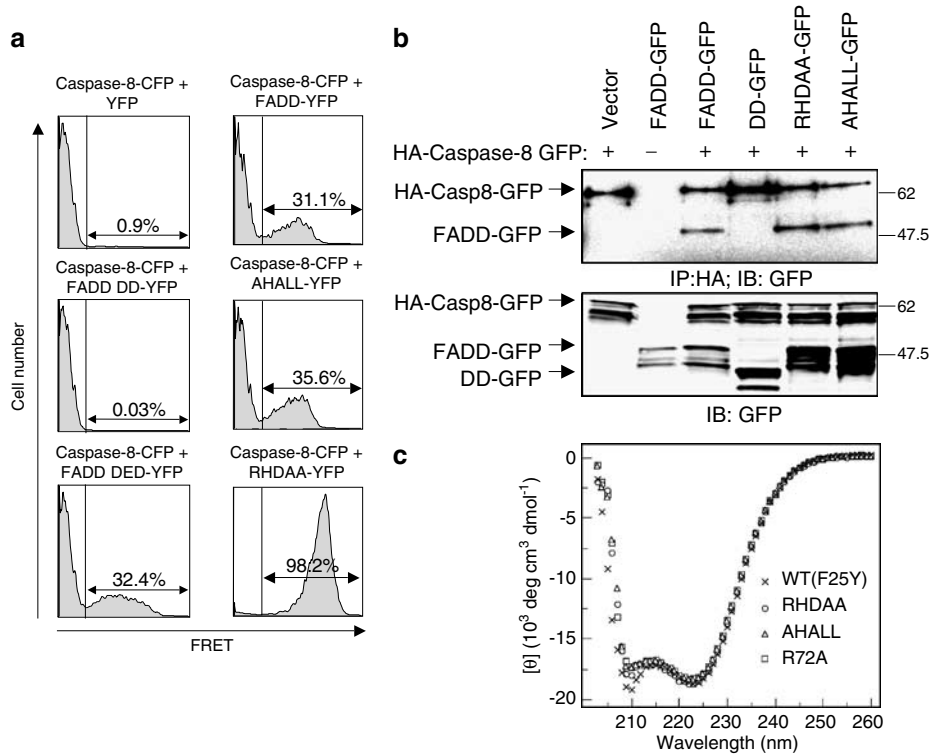 a
Caspase-8-CFP +
YFP
0.9%
Caspase-8-CFP +
FADD-YFP
31.1%
Caspase-8-CFP +
FADD DD-YFP
0.03%
Caspase-8-CFP +
AHALL-YFP
35.6%
Caspase-8-CFP +
FADD DED-YFP
32.4%
Caspase-8-CFP +
RHDAA-YFP
98.2%
Cell number
FRET
b
Vector
FADD-GFP
FADD-GFP
DD-GFP
RHDAA-GFP
AHALL-GFP
HA-Caspase-8 GFP: + – + + + +
HA-Casp8-GFP
62
FADD-GFP
47.5
IP:HA; IB: GFP
HA-Casp8-GFP
62
FADD-GFP
47.5
DD-GFP
IB: GFP
c
[θ] (10³ deg cm³ dmol⁻¹)
0
-5
-10
-15
-20
WT(F25Y)
RHDAA
AHALL
R72A
210 220 230 240 250 260
Wavelength (nm)